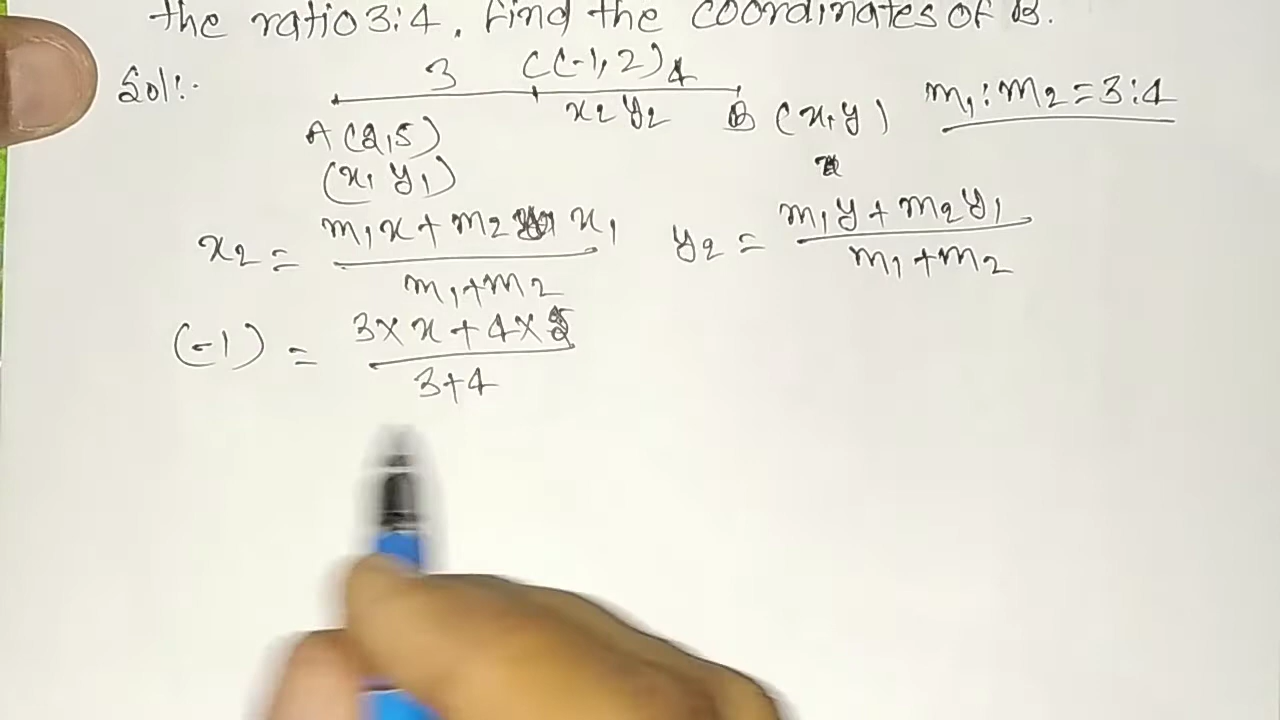 the ratio 3:4. Find the coordinates of B.
Sol:-
3 C(-1,2) 4
A(2,5) x2 y2 B (x,y) m1:m2=3:4
(x1 y1)
x2 = m1x+m2 x1 / m1+m2 y2 = m1y+m2y1 / m1+m2
(-1) = 3×x+4×2 / 3+4